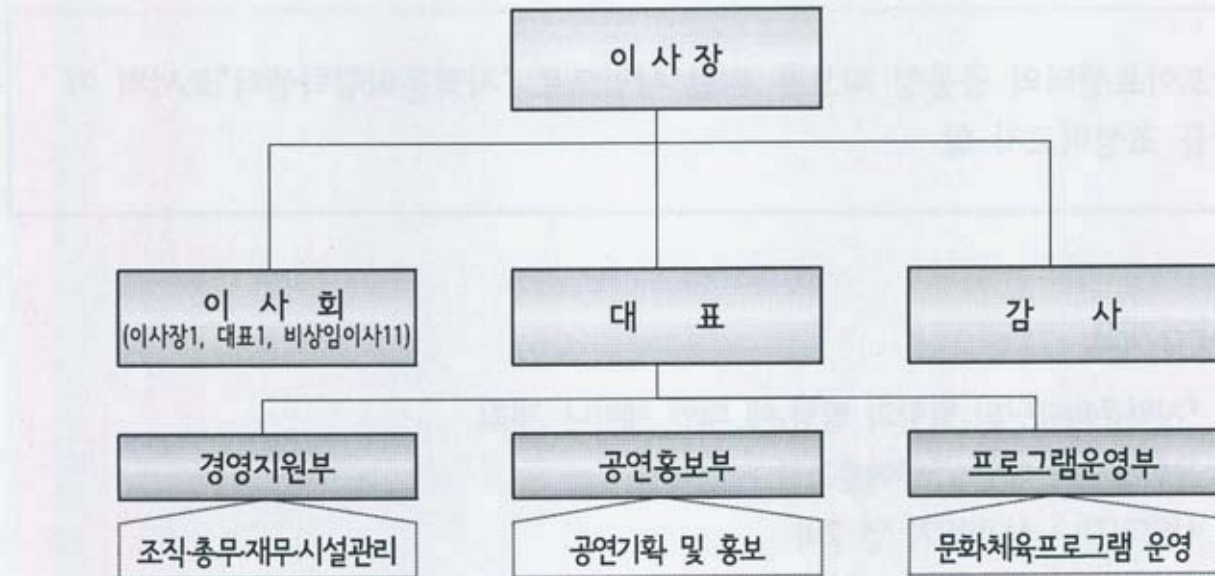 이 사 장
이 사 회
(이사장1, 대표1, 비상임이사11)
대 표
감 사
경영지원부
공연홍보부
프로그램운영부
조직·총무·재무·시설관리
공연기획 및 홍보
문화체육프로그램 운영